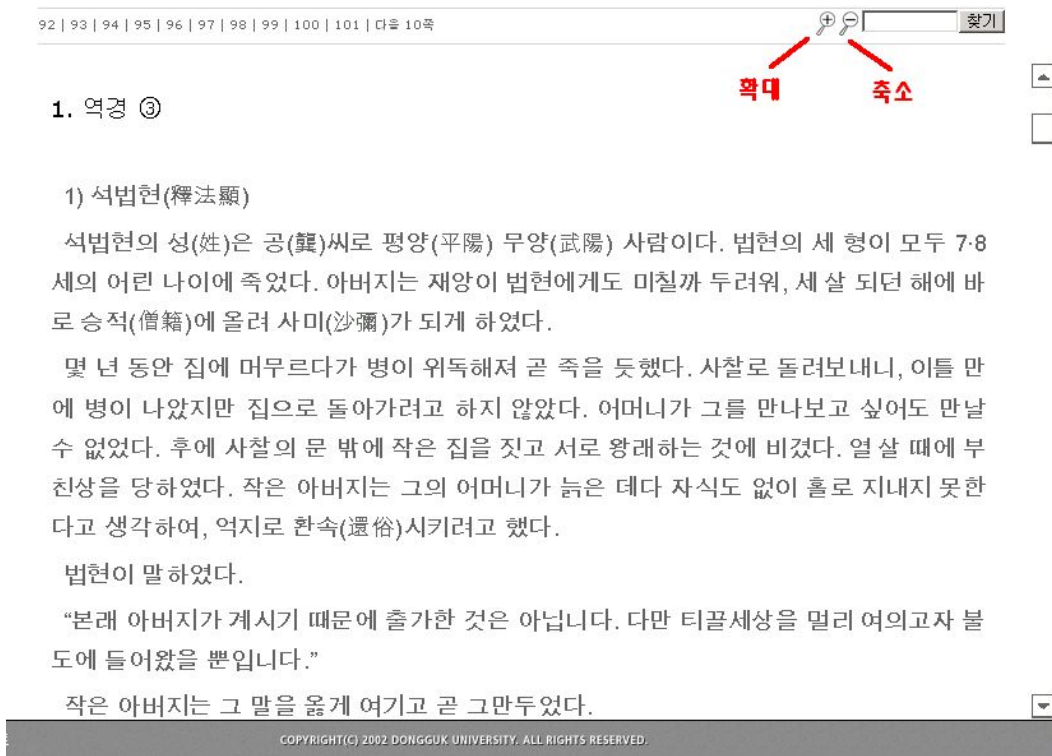 92 | 93 | 94 | 95 | 96 | 97 | 98 | 99 | 100 | 101 | 다음 10쪽
찾기
확대
축소
1. 역경 ③
1) 석법현(釋法顯)
석법현의 성(姓)은 공(龔)씨로 평양(平陽) 무양(武陽) 사람이다. 법현의 세 형이 모두 7·8
세의 어린 나이에 죽었다. 아버지는 재앙이 법현에게도 미칠까 두려워, 세 살 되던 해에 바
로 승적(僧籍)에 올려 사미(沙彌)가 되게 하였다.
몇 년 동안 집에 머무르다가 병이 위독해져 곧 죽을 듯했다. 사찰로 돌려보내니, 이틀 만
에 병이 나았지만 집으로 돌아가려고 하지 않았다. 어머니가 그를 만나보고 싶어도 만날
수 없었다. 후에 사찰의 문 밖에 작은 집을 짓고 서로 왕래하는 것에 비겼다. 열 살 때에 부
친상을 당하였다. 작은 아버지는 그의 어머니가 늙은 데다 자식도 없이 홀로 지내지 못한
다고 생각하여, 억지로 환속(還俗)시키려고 했다.
법현이 말하였다.
“본래 아버지가 계시기 때문에 출가한 것은 아닙니다. 다만 티끌세상을 멀리 여의고자 불
도에 들어왔을 뿐입니다.”
작은 아버지는 그 말을 옳게 여기고 곧 그만두었다.
COPYRIGHT(C) 2002 DONGGUK UNIVERSITY. ALL RIGHTS RESERVED.